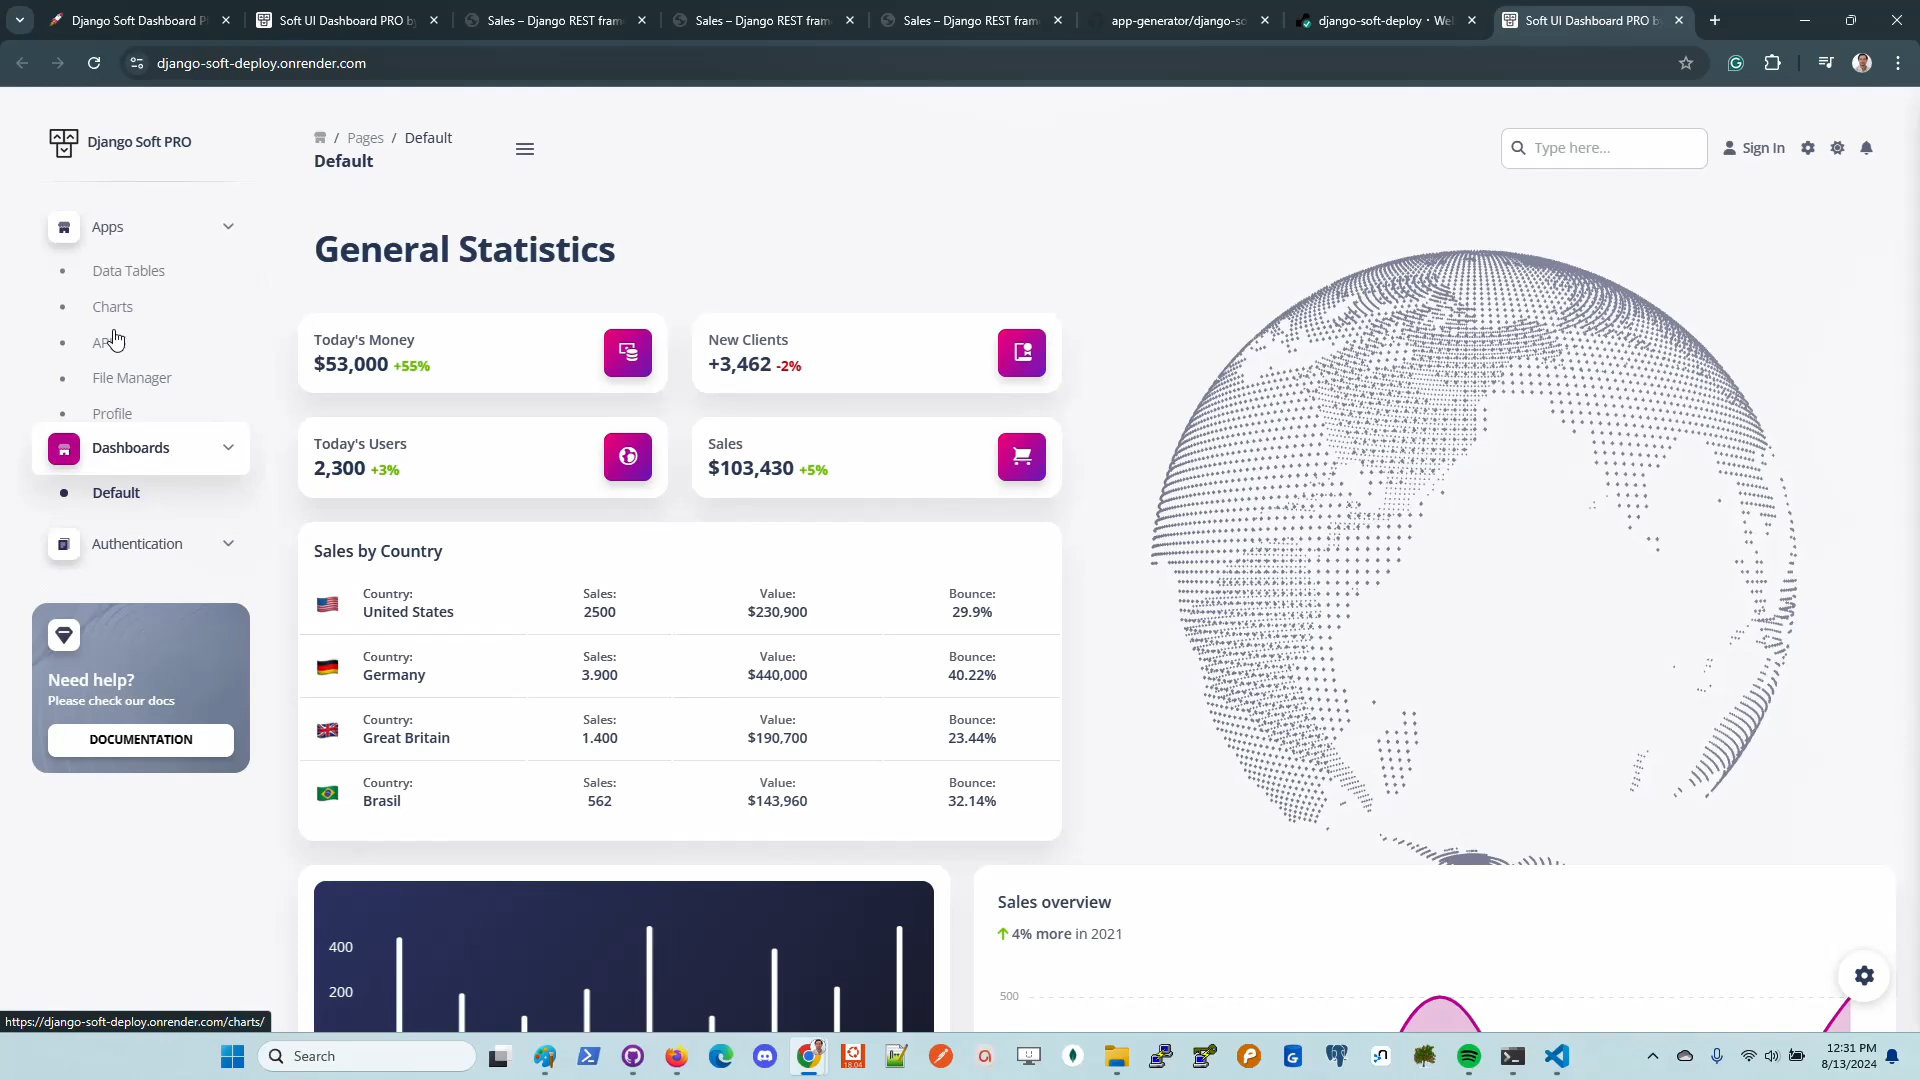 Django Soft Dashboard P
Soft UI Dashboard PRO by
Sales – Django REST fram
Sales – Django REST fram
Sales – Django REST fram
app-generator/django-so
django-soft-deploy · We
Soft UI Dashboard PRO b
django-soft-deploy.onrender.com
Django Soft PRO
/ Pages / Default
Default
Type here...
Sign In
Apps
Data Tables
Charts
File Manager
Profile
Dashboards
Default
Authentication
Need help?
Please check our docs
DOCUMENTATION
General Statistics
Today's Money
$53,000 +55%
New Clients
+3,462 -2%
Today's Users
2,300 +3%
Sales
$103,430 +5%
Sales by Country
Country: Sales: Value: Bounce:
United States 2500 $230,900 29.9%
Country: Sales: Value: Bounce:
Germany 3.900 $440,000 40.22%
Country: Sales: Value: Bounce:
Great Britain 1.400 $190,700 23.44%
Country: Sales: Value: Bounce:
Brasil 562 $143,960 32.14%
400
200
Sales overview
4% more in 2021
500
https://django-soft-deploy.onrender.com/charts/
Search
18.04
12:31 PM
8/13/2024